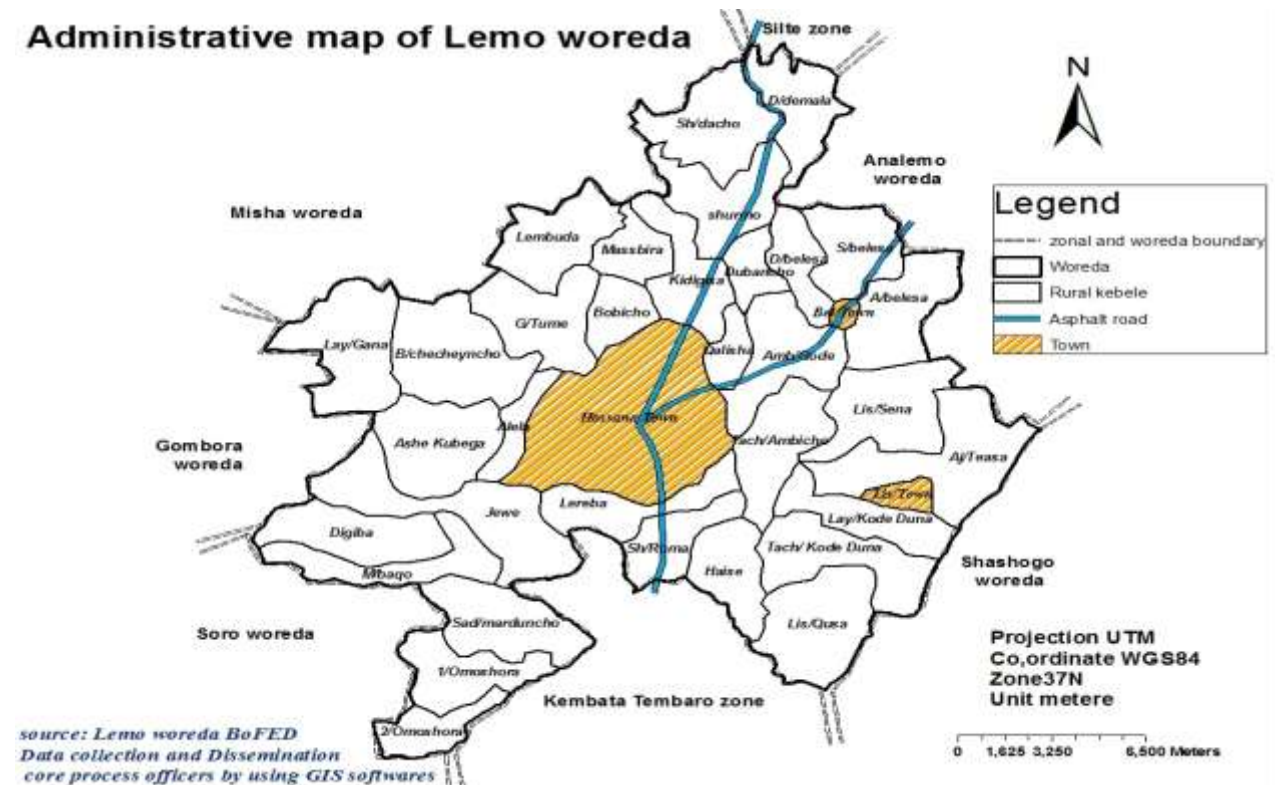 Administrative map of Lemo woreda
Silte zone
N
D/demala
Sh/dacho
Analemo
woreda
Misha woreda
Legend
zonal and woreda boundary
Woreda
Rural kebele
Asphalt road
Town
shurmo
Lembuda
Massbira
D/belesa
S/belesa
Dubancho
Kidigisa
A/belesa
Bobicho
G/Tume
Lay/Gana
B/checheyncho
Amb/Gode
Lis/Sena
Hossana Town
Alela
Ashe Kubega
Tach/Ambicho
Aj/Teasa
Gombora
woreda
Lis/Town
Lereba
Jewe
Lay/Kode Duna
Digiba
Sh/Roma
Tach/ Kode Duna
Haise
Shashogo
woreda
Sad/marduncho
Lis/Qusa
Soro woreda
1/Omoshora
Projection UTM
Co,ordinate WGS84
Zone37N
Unit metere
Kembata Tembaro zone
2/Omoshora
source: Lemo woreda BoFED
Data collection and Dissemination
core process officers by using GIS softwares
0 1,625 3,250 6,500 Meters